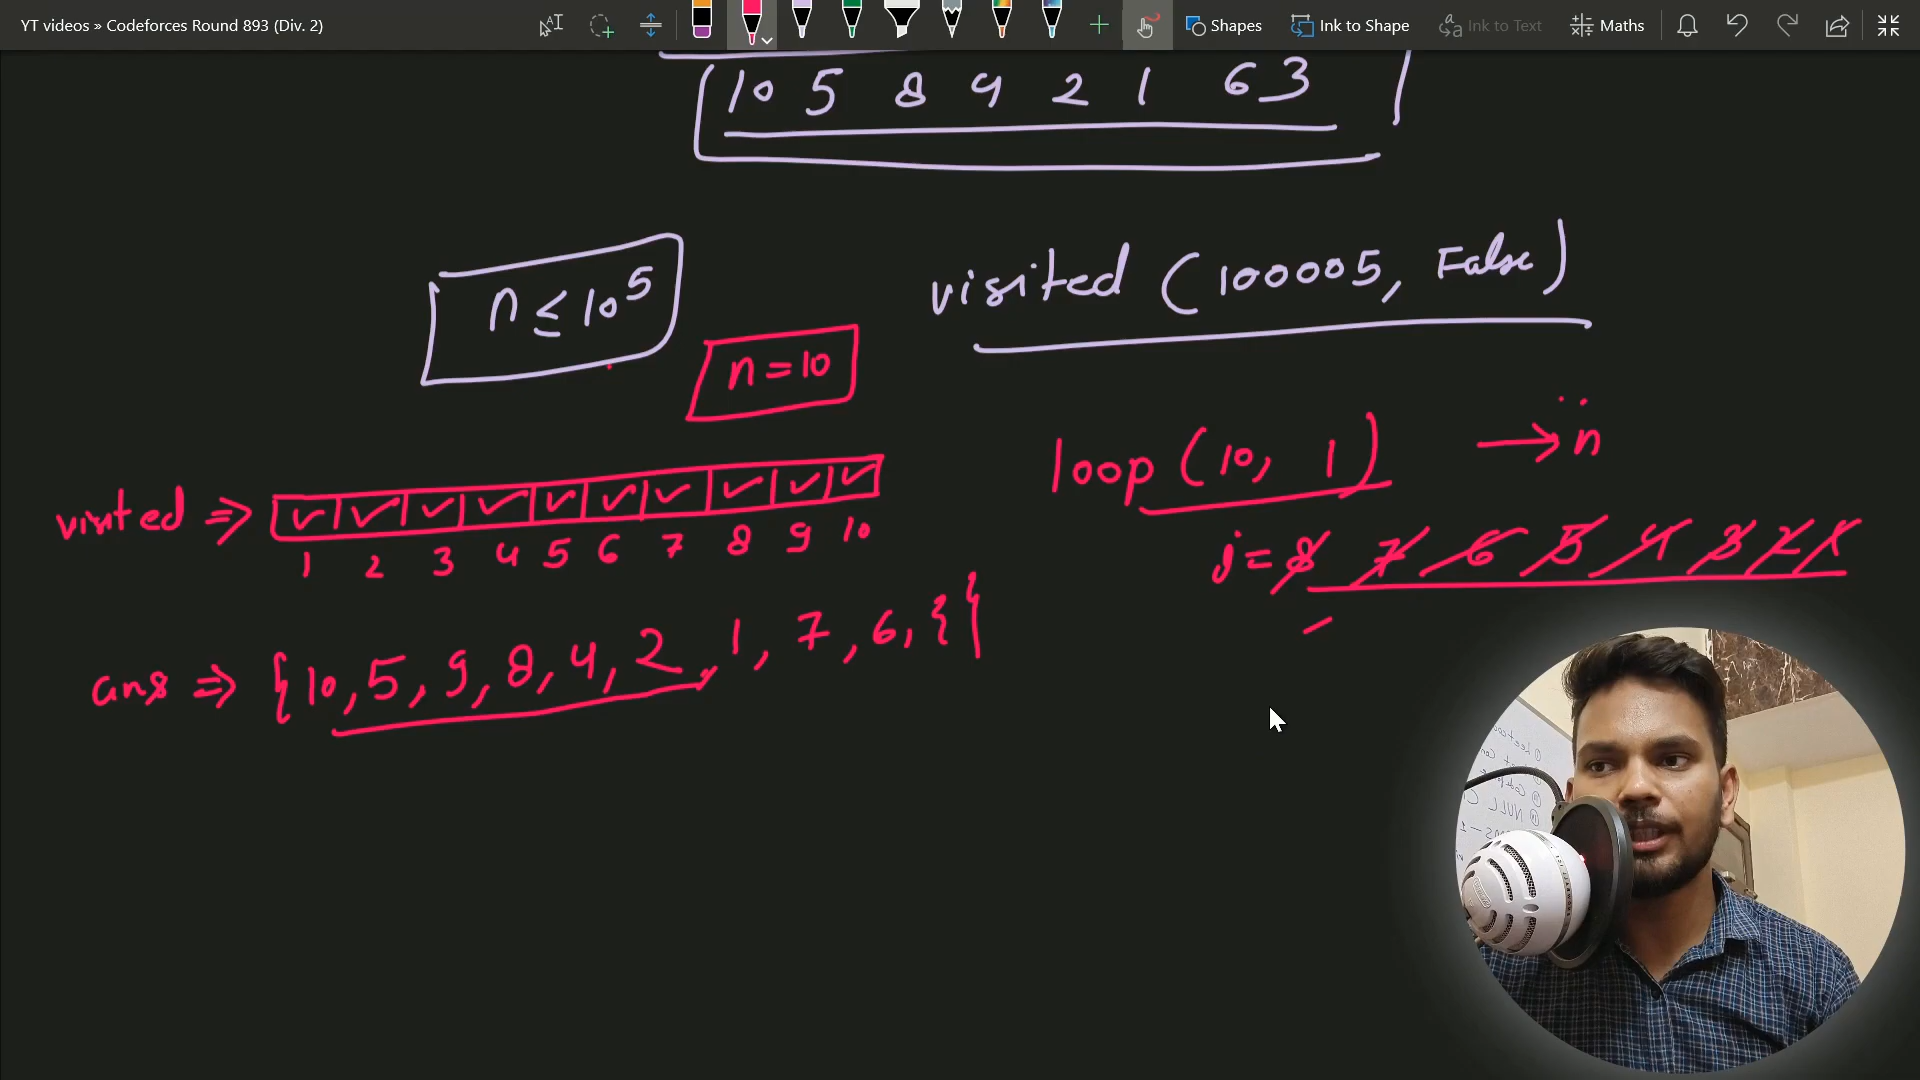 YT videos » Codeforces Round 893 (Div. 2)
Shapes
Ink to Shape
Ink to Text
Maths
10 5 8 4 2 1 6 3
n ≤ 10^5
visited (100005, False)
n = 10
loop (10, 1) → n
visited ⇒
1 2 3 4 5 6 7 8 9 10
j = 8 7 6 5 4 3 2 1
ans ⇒ {10, 5, 9, 8, 4, 2, 1, 7, 6, {